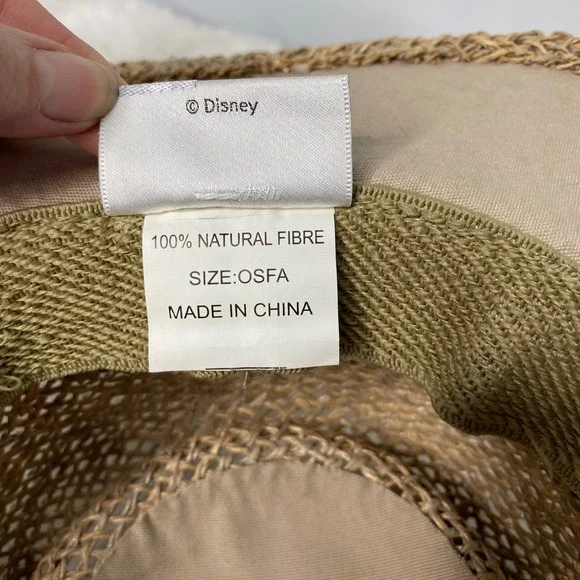 © Disney
100% NATURAL FIBRE
SIZE:OSFA
MADE IN CHINA